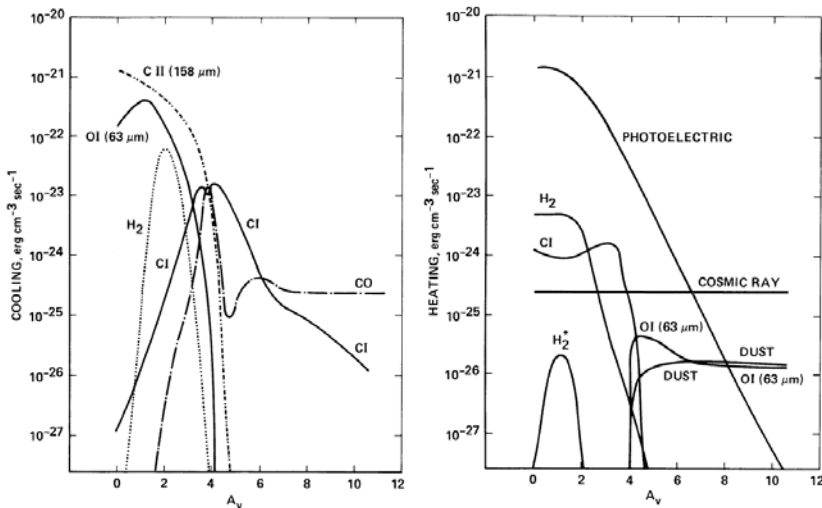 10⁻²⁰
10⁻²¹
10⁻²²
10⁻²³
10⁻²⁴
10⁻²⁵
10⁻²⁶
10⁻²⁷
COOLING, erg cm⁻³ sec⁻¹
C II (158 μm)
OI (63 μm)
H₂
CI
CI
CO
CI
-2 0 2 4 6 8 10 12
Aᵥ
10⁻²⁰
10⁻²¹
10⁻²²
10⁻²³
10⁻²⁴
10⁻²⁵
10⁻²⁶
10⁻²⁷
HEATING, erg cm⁻³ sec⁻¹
PHOTOELECTRIC
H₂
CI
COSMIC RAY
OI (63 μm)
H₂*
DUST
DUST
OI (63 μm)
-2 0 2 4 6 8 10 12
Aᵥ